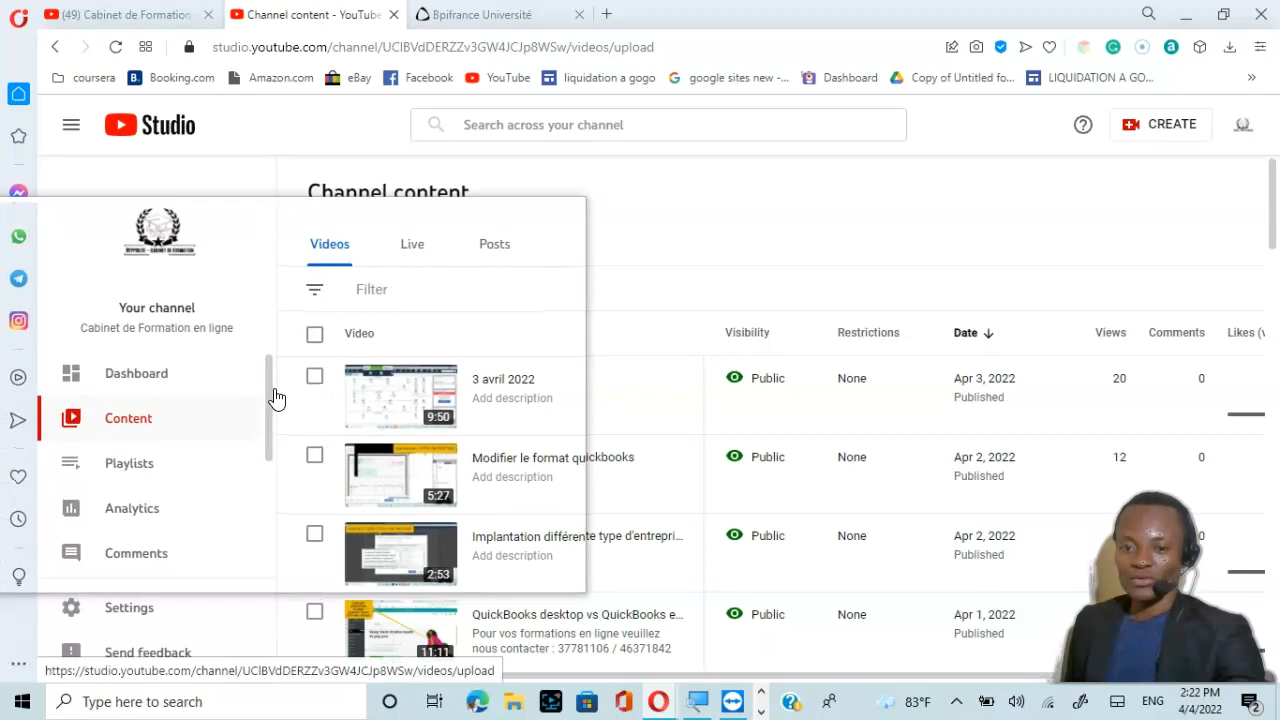 (49) Cabinet de Formation en lign
Channel content - YouTube
Bpifrance Université
studio.youtube.com/channel/UClBVdDERZZv3GW4JCJp8WSw/videos/upload
coursera
Booking.com
Amazon.com
eBay
Facebook
YouTube
liquidation a gogo
google sites new -...
Dashboard
Copy of Untitled fo...
LIQUIDATION A GO...
»
Studio
Search across your channel
CREATE
Channel content
Videos
Live
Posts
Filter
Your channel
Cabinet de Formation en ligne
Dashboard
Content
Playlists
Analytics
Comments
Settings
Send feedback
Video
Visibility
Restrictions
Date
Views
Comments
Likes (v
9:50
3 avril 2022
Add description
Public
None
Apr 3, 2022
Published
20
0
5:27
Modifier le format quickbooks
Add description
Public
None
Apr 2, 2022
Published
12
0
2:53
Add description
Public
None
Apr 2, 2022
Published
11:11
QuickBooks desktop vs QuickBooks e...
Pour vos formations en ligne veuillez
nous contacter : 37781106 / 46371842
Public
None
Apr 1, 2022
Published
https://studio.youtube.com/channel/UClBVdDERZZv3GW4JCJp8WSw/videos/upload
Type here to search
83°F
2:22 PM
4/4/2022
2